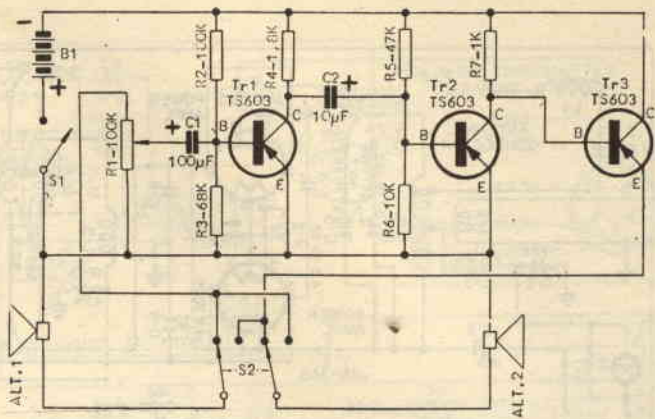 −
B1
+
S1
R1-100K
+ C1
100µF
R2-100K
R3-68K
R4-1,8K
Tr1
TS603
B
C
E
C2 +
10µF
R5-47K
R6-10K
Tr2
TS603
B
C
E
R7-1K
Tr3
TS603
B
C
E
ALT.1
S2
ALT.2